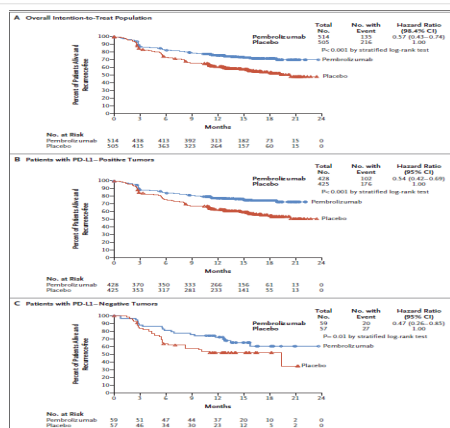 A Overall Intention-to-Treat Population
Total No. No. with Event Hazard Ratio (98.4% CI)
Pembrolizumab 514 135 0.57 (0.43–0.74)
Placebo 505 216 1.00
P<0.001 by stratified log-rank test
Percent of Patients Alive and Recurrence-free
100
90
80
70
60
50
40
30
20
10
0
Pembrolizumab
Placebo
0 3 6 9 12 15 18 21 24
Months
No. at Risk
Pembrolizumab 514 438 413 392 313 182 73 15 0
Placebo 505 415 363 323 264 157 60 15 0
B Patients with PD-L1–Positive Tumors
Total No. No. with Event Hazard Ratio (95% CI)
Pembrolizumab 428 102 0.54 (0.42–0.69)
Placebo 425 176 1.00
P<0.001 by stratified log-rank test
Percent of Patients Alive and Recurrence-free
100
90
80
70
60
50
40
30
20
10
0
Pembrolizumab
Placebo
0 3 6 9 12 15 18 21 24
Months
No. at Risk
Pembrolizumab 428 370 350 333 266 156 61 13 0
Placebo 425 353 317 281 233 141 55 13 0
C Patients with PD-L1–Negative Tumors
Total No. No. with Event Hazard Ratio (95% CI)
Pembrolizumab 59 20 0.47 (0.26–0.85)
Placebo 57 27 1.00
P=0.01 by stratified log-rank test
Percent of Patients Alive and Recurrence-free
100
90
80
70
60
50
40
30
20
10
0
Pembrolizumab
Placebo
0 3 6 9 12 15 18 21 24
Months
No. at Risk
Pembrolizumab 59 51 47 44 37 20 10 2 0
Placebo 57 46 34 30 23 12 5 2 0